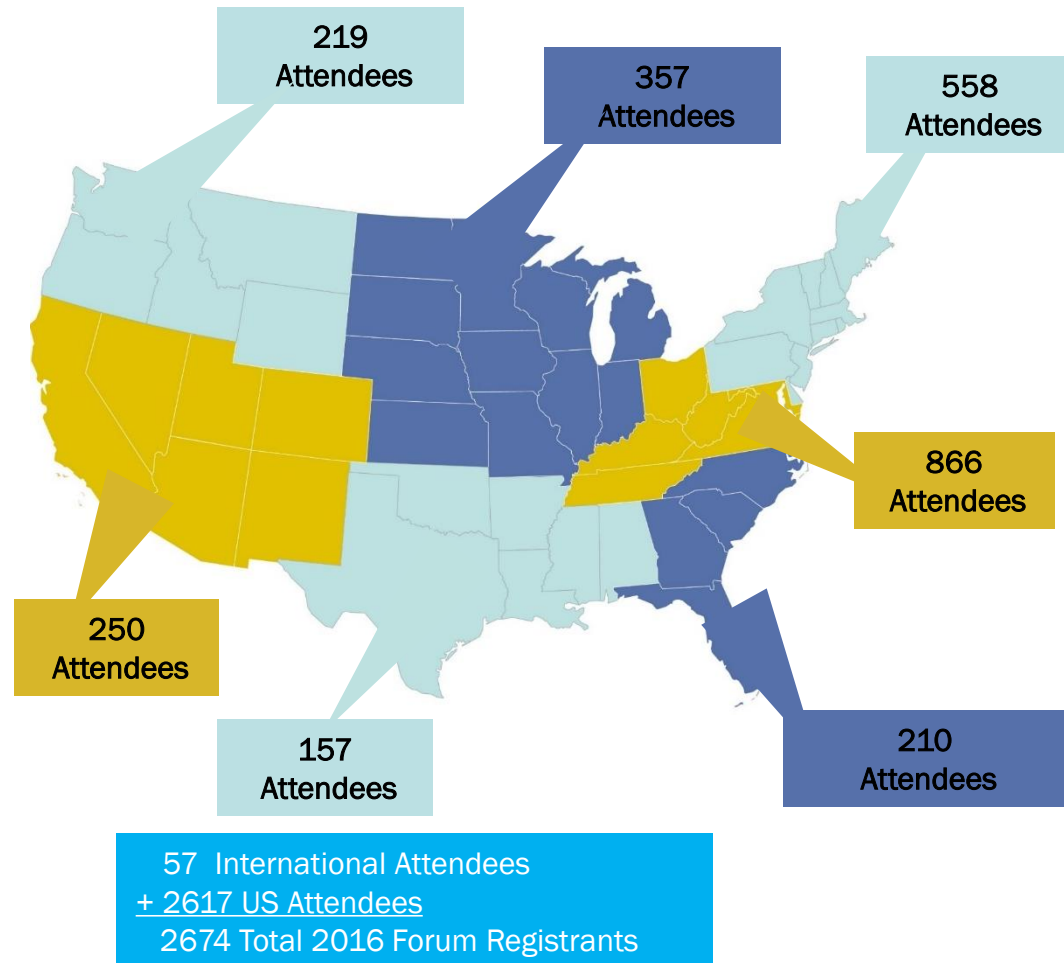 219
Attendees
357
Attendees
558
Attendees
866
Attendees
250
Attendees
157
Attendees
210
Attendees
57 International Attendees
+ 2617 US Attendees
2674 Total 2016 Forum Registrants